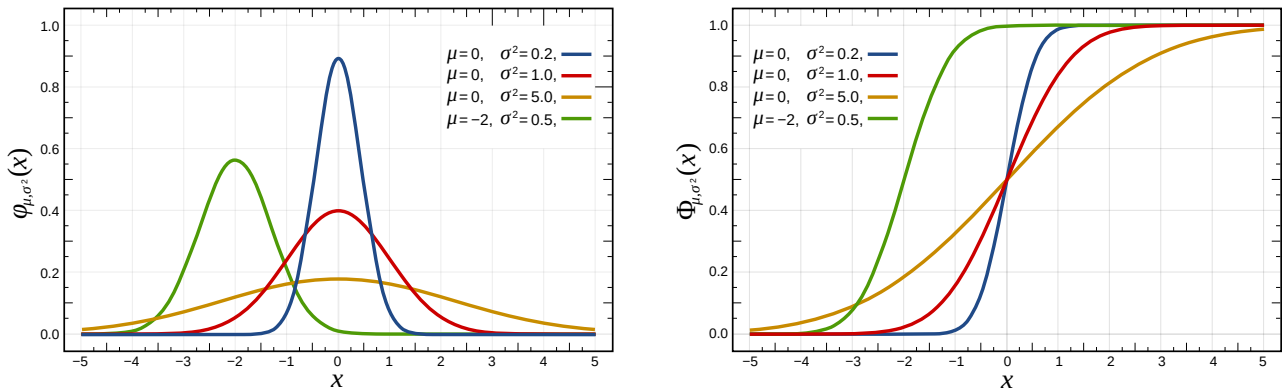 1.0
0.8
0.6
0.4
0.2
0.0
φμ,σ²(x)
μ=0, σ²=0.2,
μ=0, σ²=1.0,
μ=0, σ²=5.0,
μ=−2, σ²=0.5,
−5 −4 −3 −2 −1 0 1 2 3 4 5
x
1.0
0.8
0.6
0.4
0.2
0.0
Φμ,σ²(x)
μ=0, σ²=0.2,
μ=0, σ²=1.0,
μ=0, σ²=5.0,
μ=−2, σ²=0.5,
−5 −4 −3 −2 −1 0 1 2 3 4 5
x